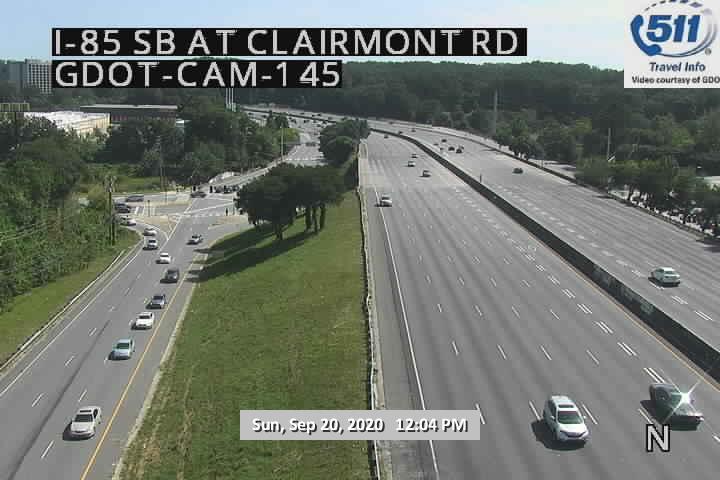 I-85 SB AT CLAIRMONT RD
GDOT-CAM-145
511
Travel Info
Video courtesy of GDO
Sun, Sep 20, 2020 12:04 PM
N